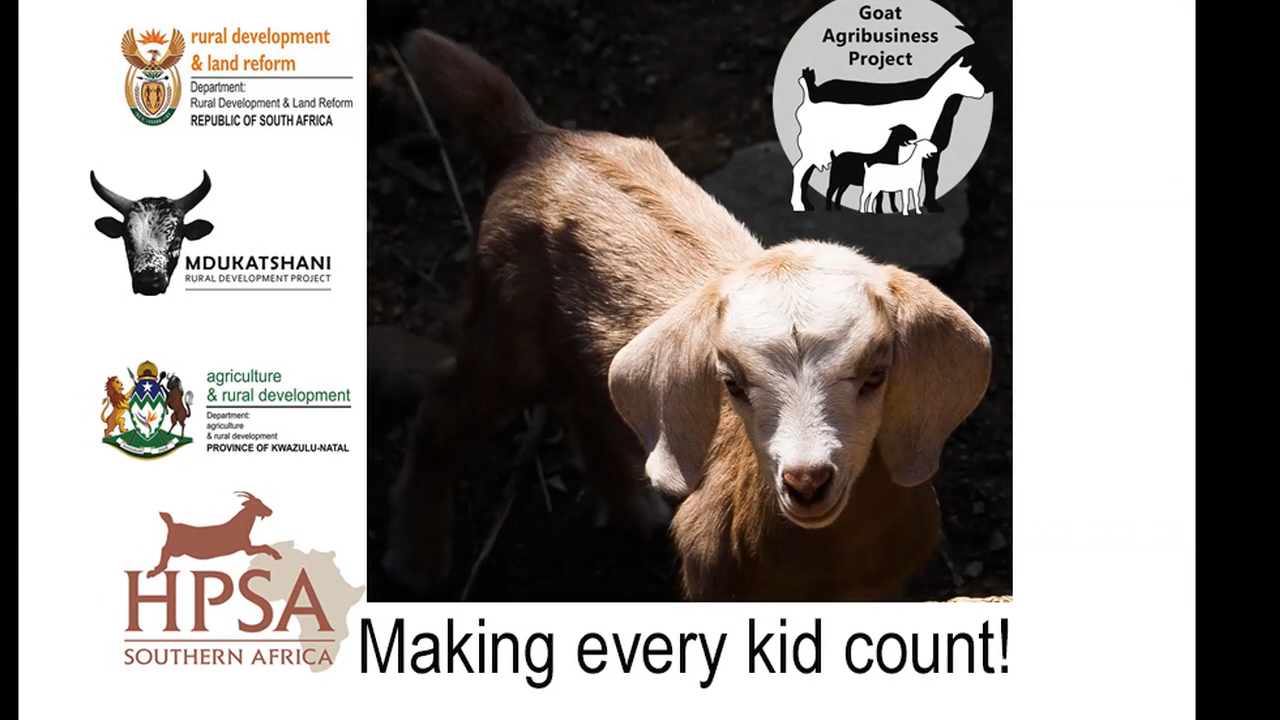 rural development
& land reform
Department:
Rural Development & Land Reform
REPUBLIC OF SOUTH AFRICA
MDUKATSHANI
RURAL DEVELOPMENT PROJECT
agriculture
& rural development
Department:
agriculture
& rural development
PROVINCE OF KWAZULU-NATAL
HPSA
SOUTHERN AFRICA
Goat
Agribusiness
Project
Making every kid count!